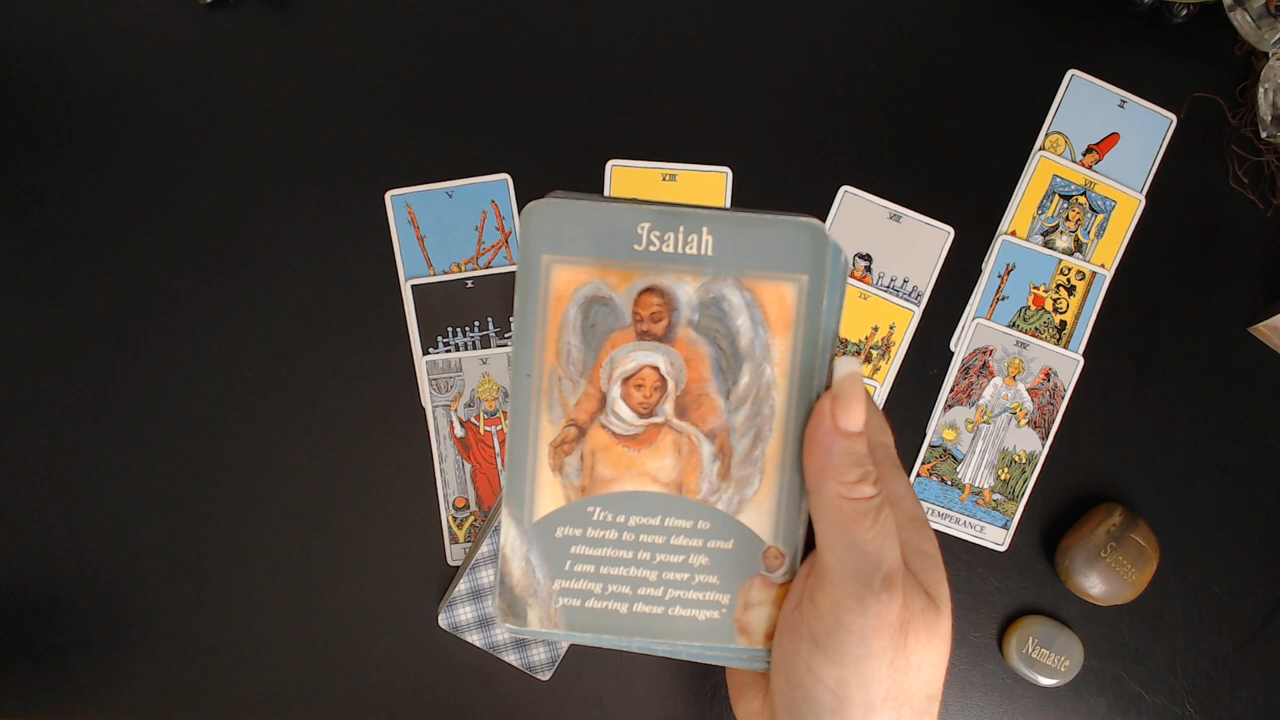 II
VII
V
VIII
VIII
X
IV
XIV
V
TEMPERANCE.
Isaiah
"It's a good time to
give birth to new ideas and
situations in your life.
I am watching over you,
guiding you, and protecting
you during these changes."
Success
Namaste